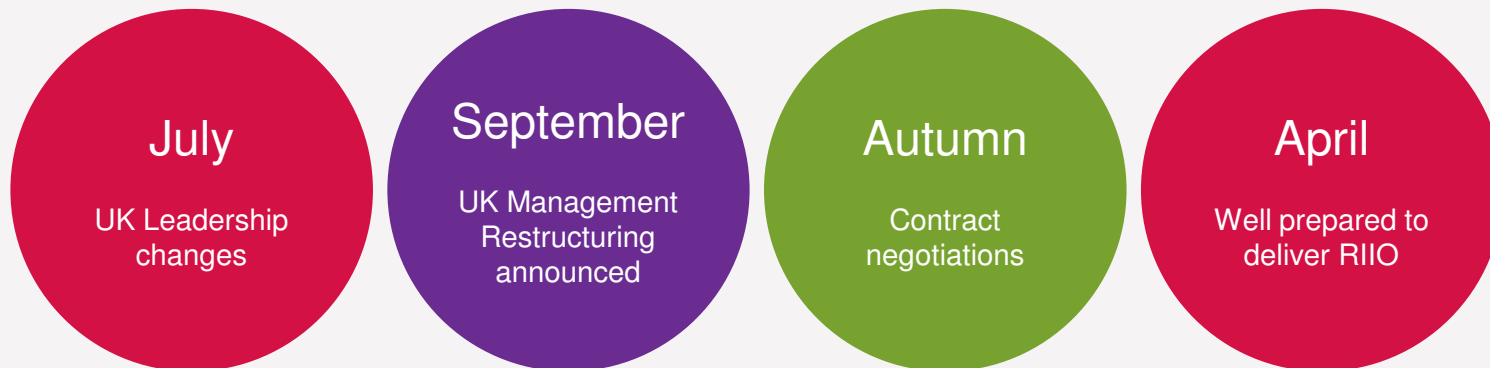 July
UK Leadership
changes
September
UK Management
Restructuring
announced
Autumn
Contract
negotiations
April
Well prepared to
deliver RIIO